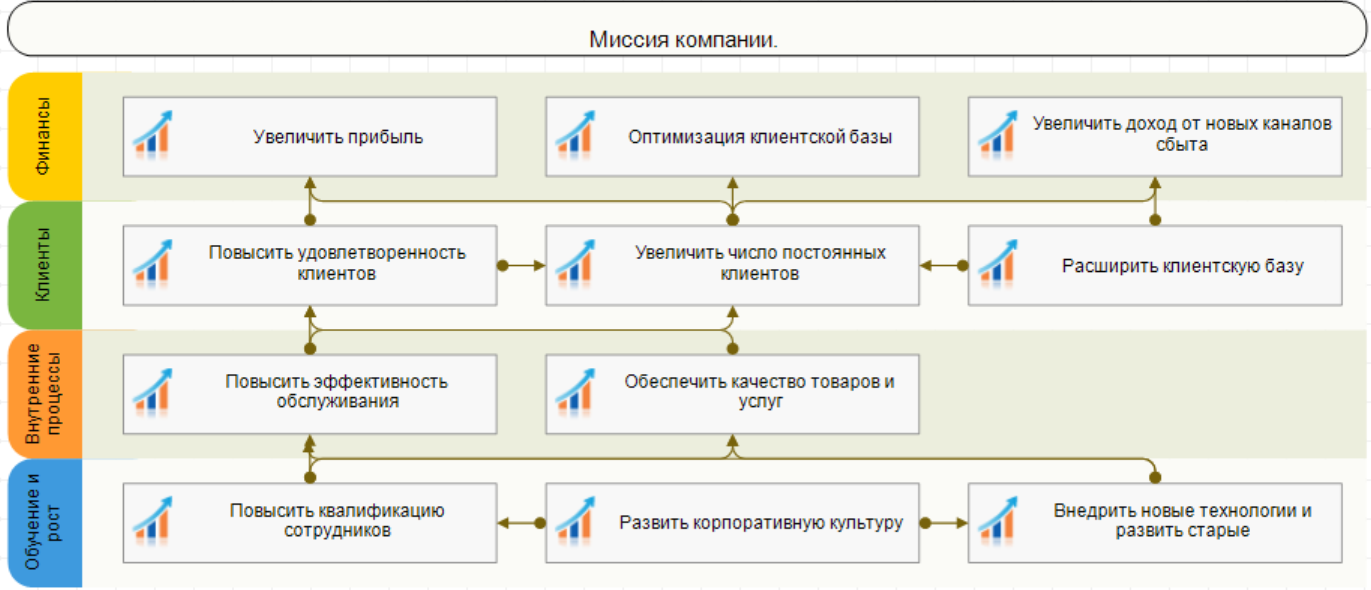 Миссия компании.
Финансы
Увеличить прибыль
Оптимизация клиентской базы
Увеличить доход от новых каналов
сбыта
Клиенты
Повысить удовлетворенность
клиентов
Увеличить число постоянных
клиентов
Расширить клиентскую базу
Внутренние
процессы
Повысить эффективность
обслуживания
Обеспечить качество товаров и
услуг
Обучение и
рост
Повысить квалификацию
сотрудников
Развить корпоративную культуру
Внедрить новые технологии и
развить старые